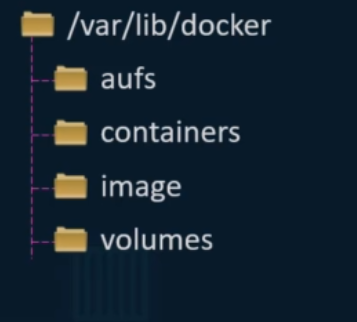 /var/lib/docker
aufs
containers
image
volumes